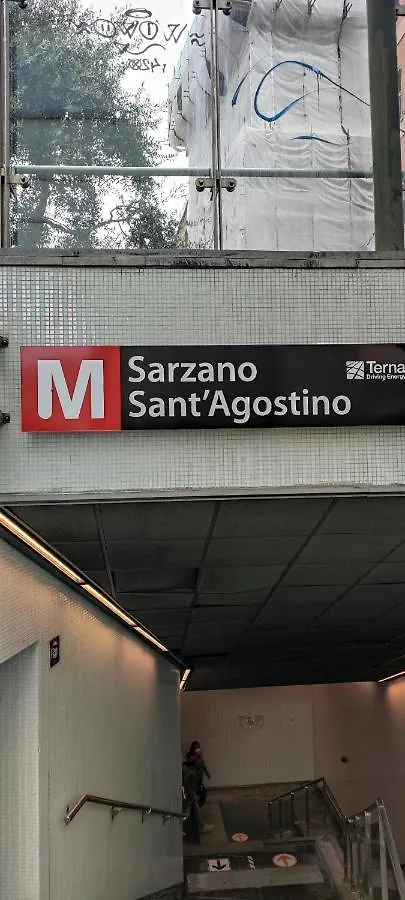 M
Sarzano
Sant'Agostino
Terna
Driving Energy